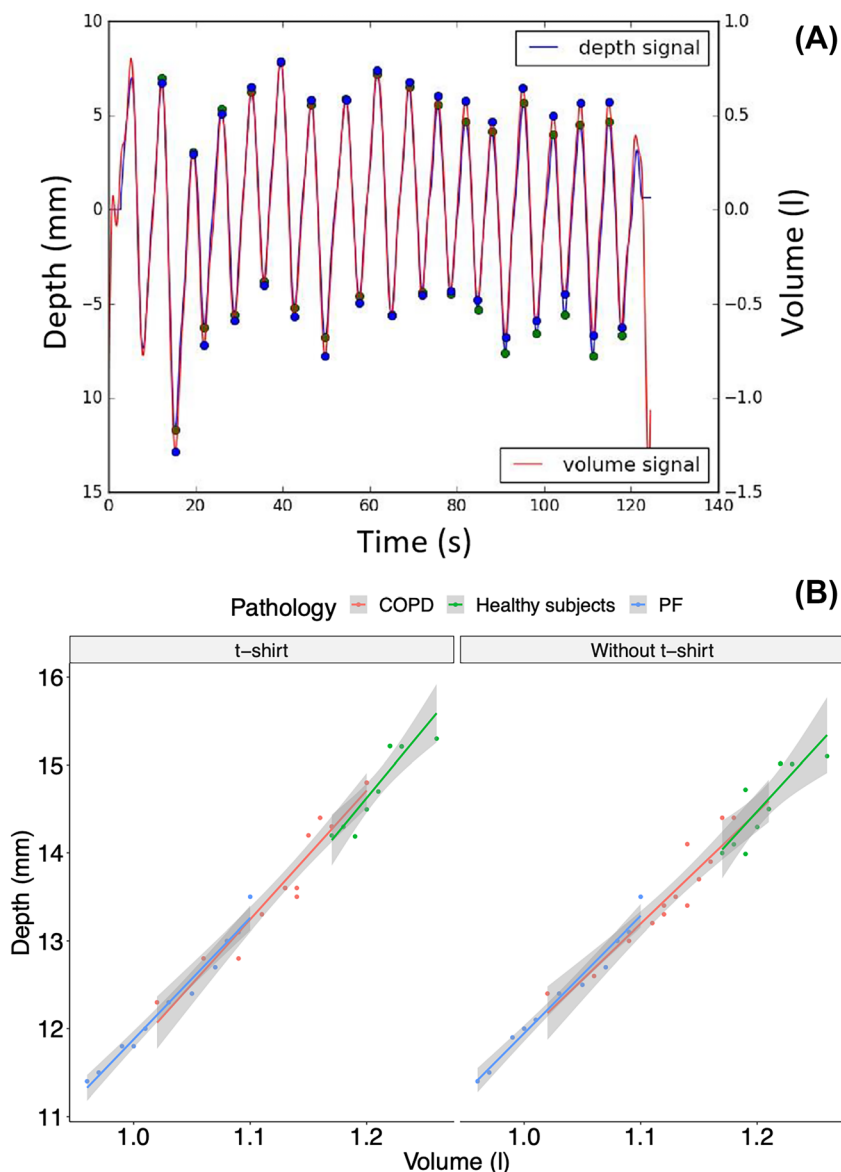 (A)
10 1.0
depth signal
5 0.5
0 0.0
Depth (mm)
Volume (l)
−5 −0.5
10 −1.0
volume signal
15 −1.5
0 20 40 60 80 100 120 140
Time (s)
(B)
Pathology COPD Healthy subjects PF
t−shirt Without t−shirt
16
15
14
Depth (mm)
13
12
11
1.0 1.1 1.2 1.0 1.1 1.2
Volume (l)